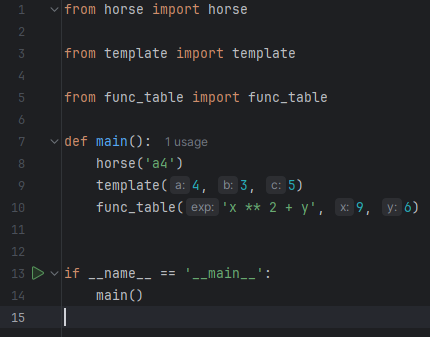 1 from horse import horse
2
3 from template import template
4
5 from func_table import func_table
6
7 def main(): 1 usage
8     horse('a4')
9     template(a: 4, b: 3, c: 5)
10     func_table(exp: 'x ** 2 + y', x: 9, y: 6)
11
12
13 if __name__ == '__main__':
14     main()
15